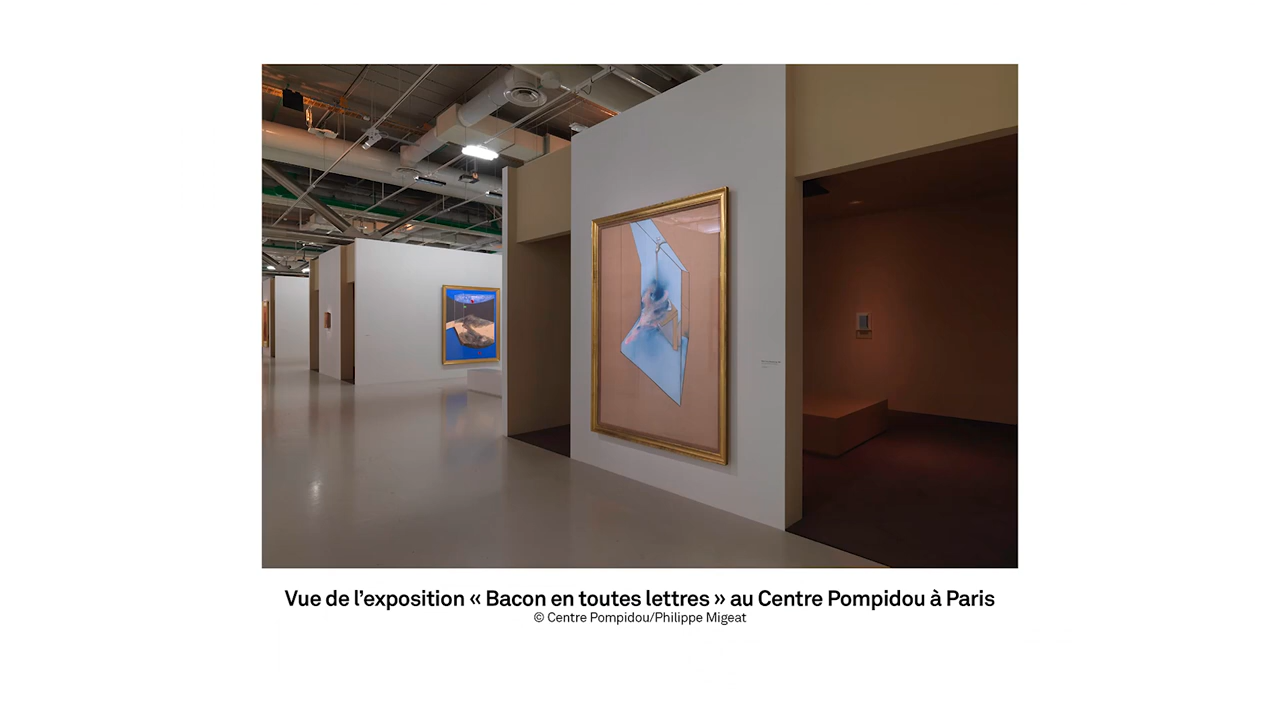 Vue de l’exposition « Bacon en toutes lettres » au Centre Pompidou à Paris
© Centre Pompidou/Philippe Migeat